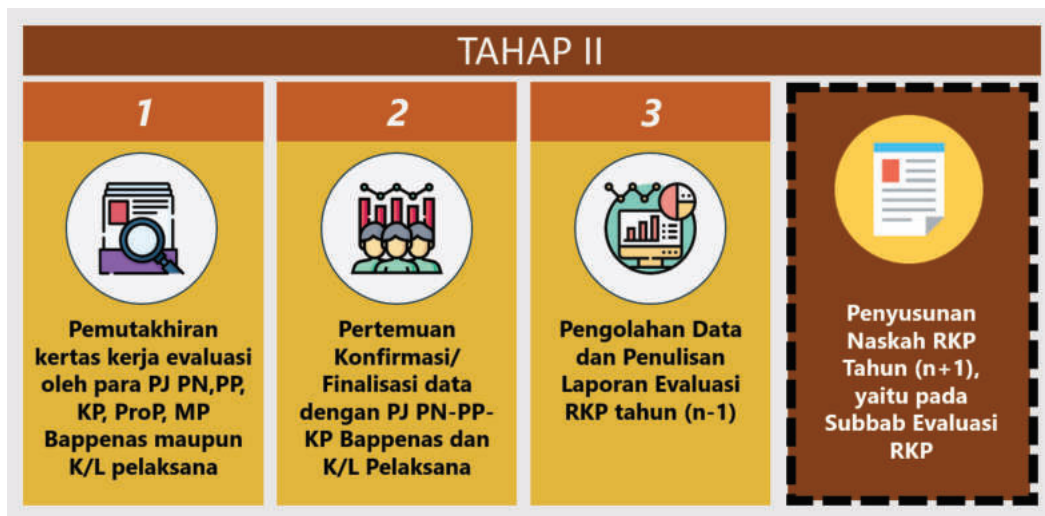 TAHAP II
1
Pemutakhiran
kertas kerja evaluasi
oleh para PJ PN,PP,
KP, ProP, MP
Bappenas maupun
K/L pelaksana
2
Pertemuan
Konfirmasi/
Finalisasi data
dengan PJ PN-PP-
KP Bappenas dan
K/L Pelaksana
3
Pengolahan Data
dan Penulisan
Laporan Evaluasi
RKP tahun (n-1)
Penyusunan
Naskah RKP
Tahun (n+1),
yaitu pada
Subbab Evaluasi
RKP